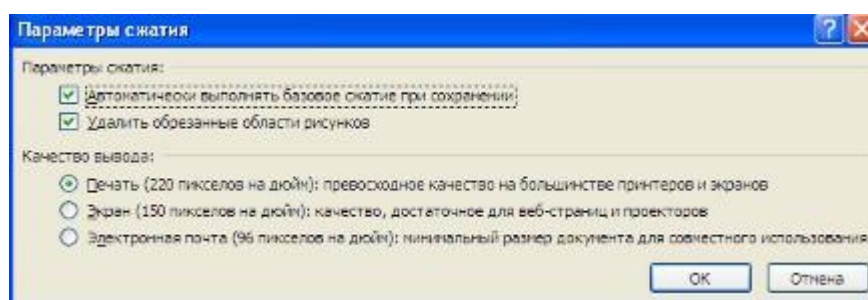 Параметры сжатия
Параметры сжатия:
Автоматически выполнять базовое сжатие при сохранении
Удалить обрезанные области рисунков
Качество вывода:
Печать (220 пикселов на дюйм): превосходное качество на большинстве принтеров и экранов
Экран (150 пикселов на дюйм): качество, достаточное для веб-страниц и проекторов
Электронная почта (96 пикселов на дюйм): минимальный размер документа для совместного использования
ОК
Отмена